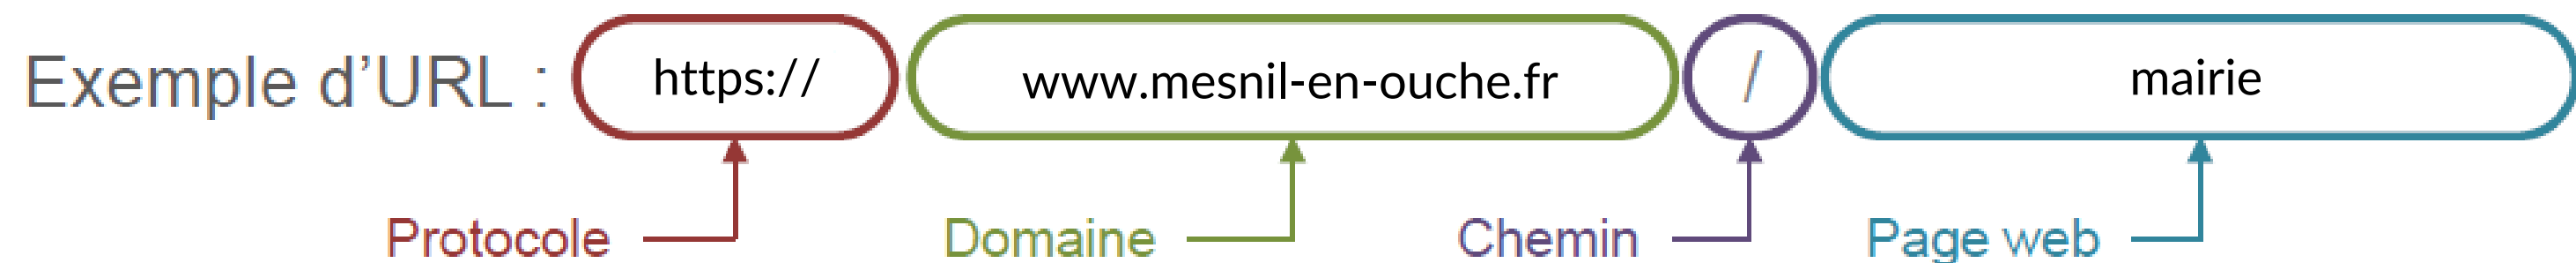 Exemple d’URL : https:// www.mesnil-en-ouche.fr / mairie
Protocole Domaine Chemin Page web